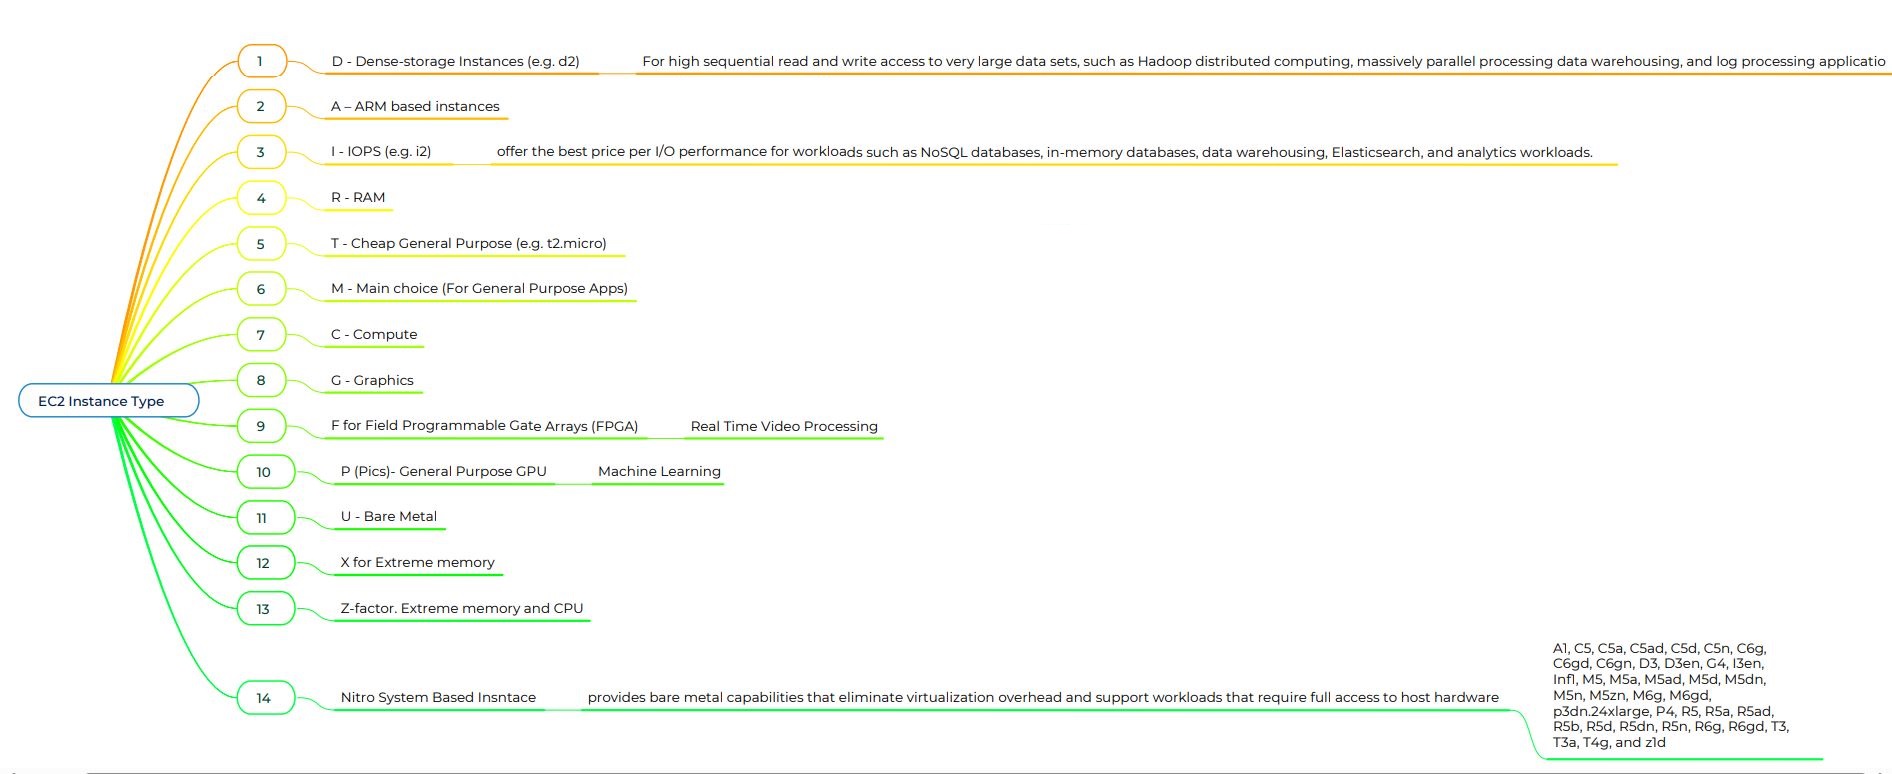 EC2 Instance Type
1
D - Dense-storage Instances (e.g. d2)
For high sequential read and write access to very large data sets, such as Hadoop distributed computing, massively parallel processing data warehousing, and log processing applicatio
2
A – ARM based instances
3
I - IOPS (e.g. i2)
offer the best price per I/O performance for workloads such as NoSQL databases, in-memory databases, data warehousing, Elasticsearch, and analytics workloads.
4
R - RAM
5
T - Cheap General Purpose (e.g. t2.micro)
6
M - Main choice (For General Purpose Apps)
7
C - Compute
8
G - Graphics
9
F for Field Programmable Gate Arrays (FPGA)
Real Time Video Processing
10
P (Pics)- General Purpose GPU
Machine Learning
11
U - Bare Metal
12
X for Extreme memory
13
Z-factor. Extreme memory and CPU
14
Nitro System Based Insntace
provides bare metal capabilities that eliminate virtualization overhead and support workloads that require full access to host hardware
A1, C5, C5a, C5ad, C5d, C5n, C6g,
C6gd, C6gn, D3, D3en, G4, I3en,
Inf1, M5, M5a, M5ad, M5d, M5dn,
M5n, M5zn, M6g, M6gd,
p3dn.24xlarge, P4, R5, R5a, R5ad,
R5b, R5d, R5dn, R5n, R6g, R6gd, T3,
T3a, T4g, and z1d